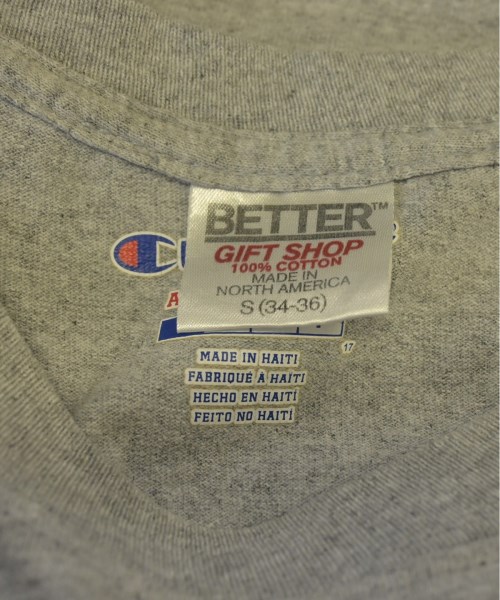 BETTER™
GIFT SHOP
100% COTTON
MADE IN
NORTH AMERICA
S (34-36)
17
MADE IN HAITI
FABRIQUÉ À HAITI
HECHO EN HAITÍ
FEITO NO HAITÍ